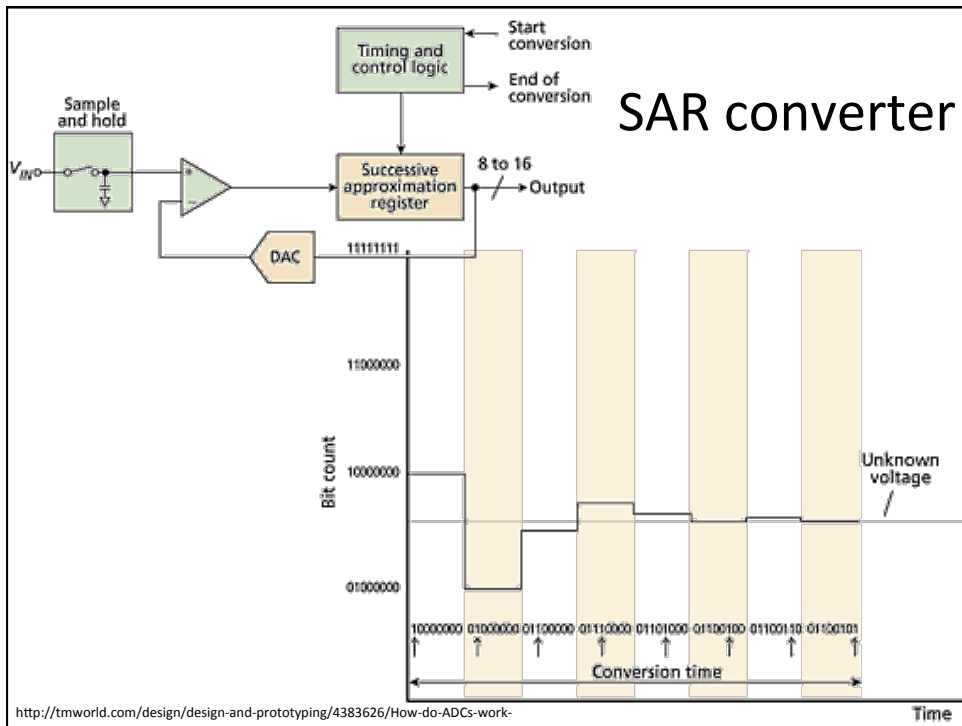 Start
conversion
Timing and
control logic
End of
conversion
SAR converter
Sample
and hold
VIN
+
−
Successive
approximation
register
8 to 16
Output
DAC
11111111
11000000
10000000
01000000
Bit count
Unknown
voltage
10000000 01000000 01100000 01110000 01101000 01100100 01100110 01100101
Conversion time
Time
http://tmworld.com/design/design-and-prototyping/4383626/How-do-ADCs-work-